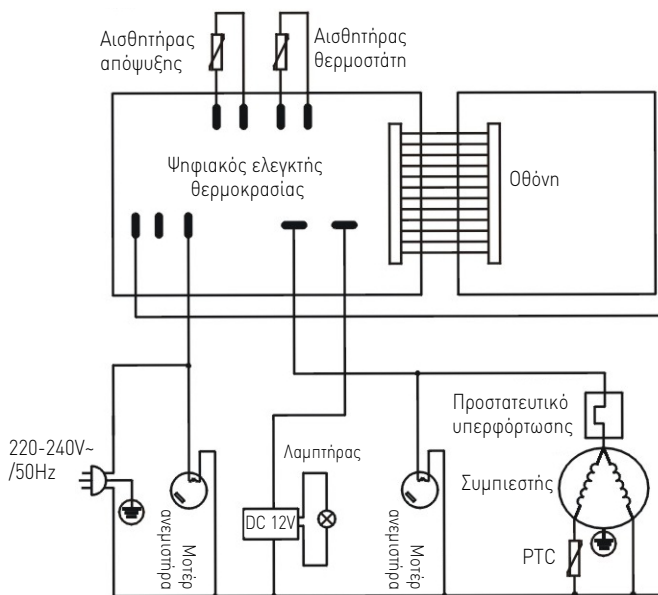 Αισθητήρας
απόψυξης
Αισθητήρας
θερμοστάτη
Ψηφιακός ελεγκτής
θερμοκρασίας
Οθόνη
Προστατευτικό
υπερφόρτωσης
220-240V~
/50Hz
Λαμπτήρας
Συμπιεστής
DC 12V
Μοτέρ
ανεμιστήρα
Μοτέρ
ανεμιστήρα
PTC